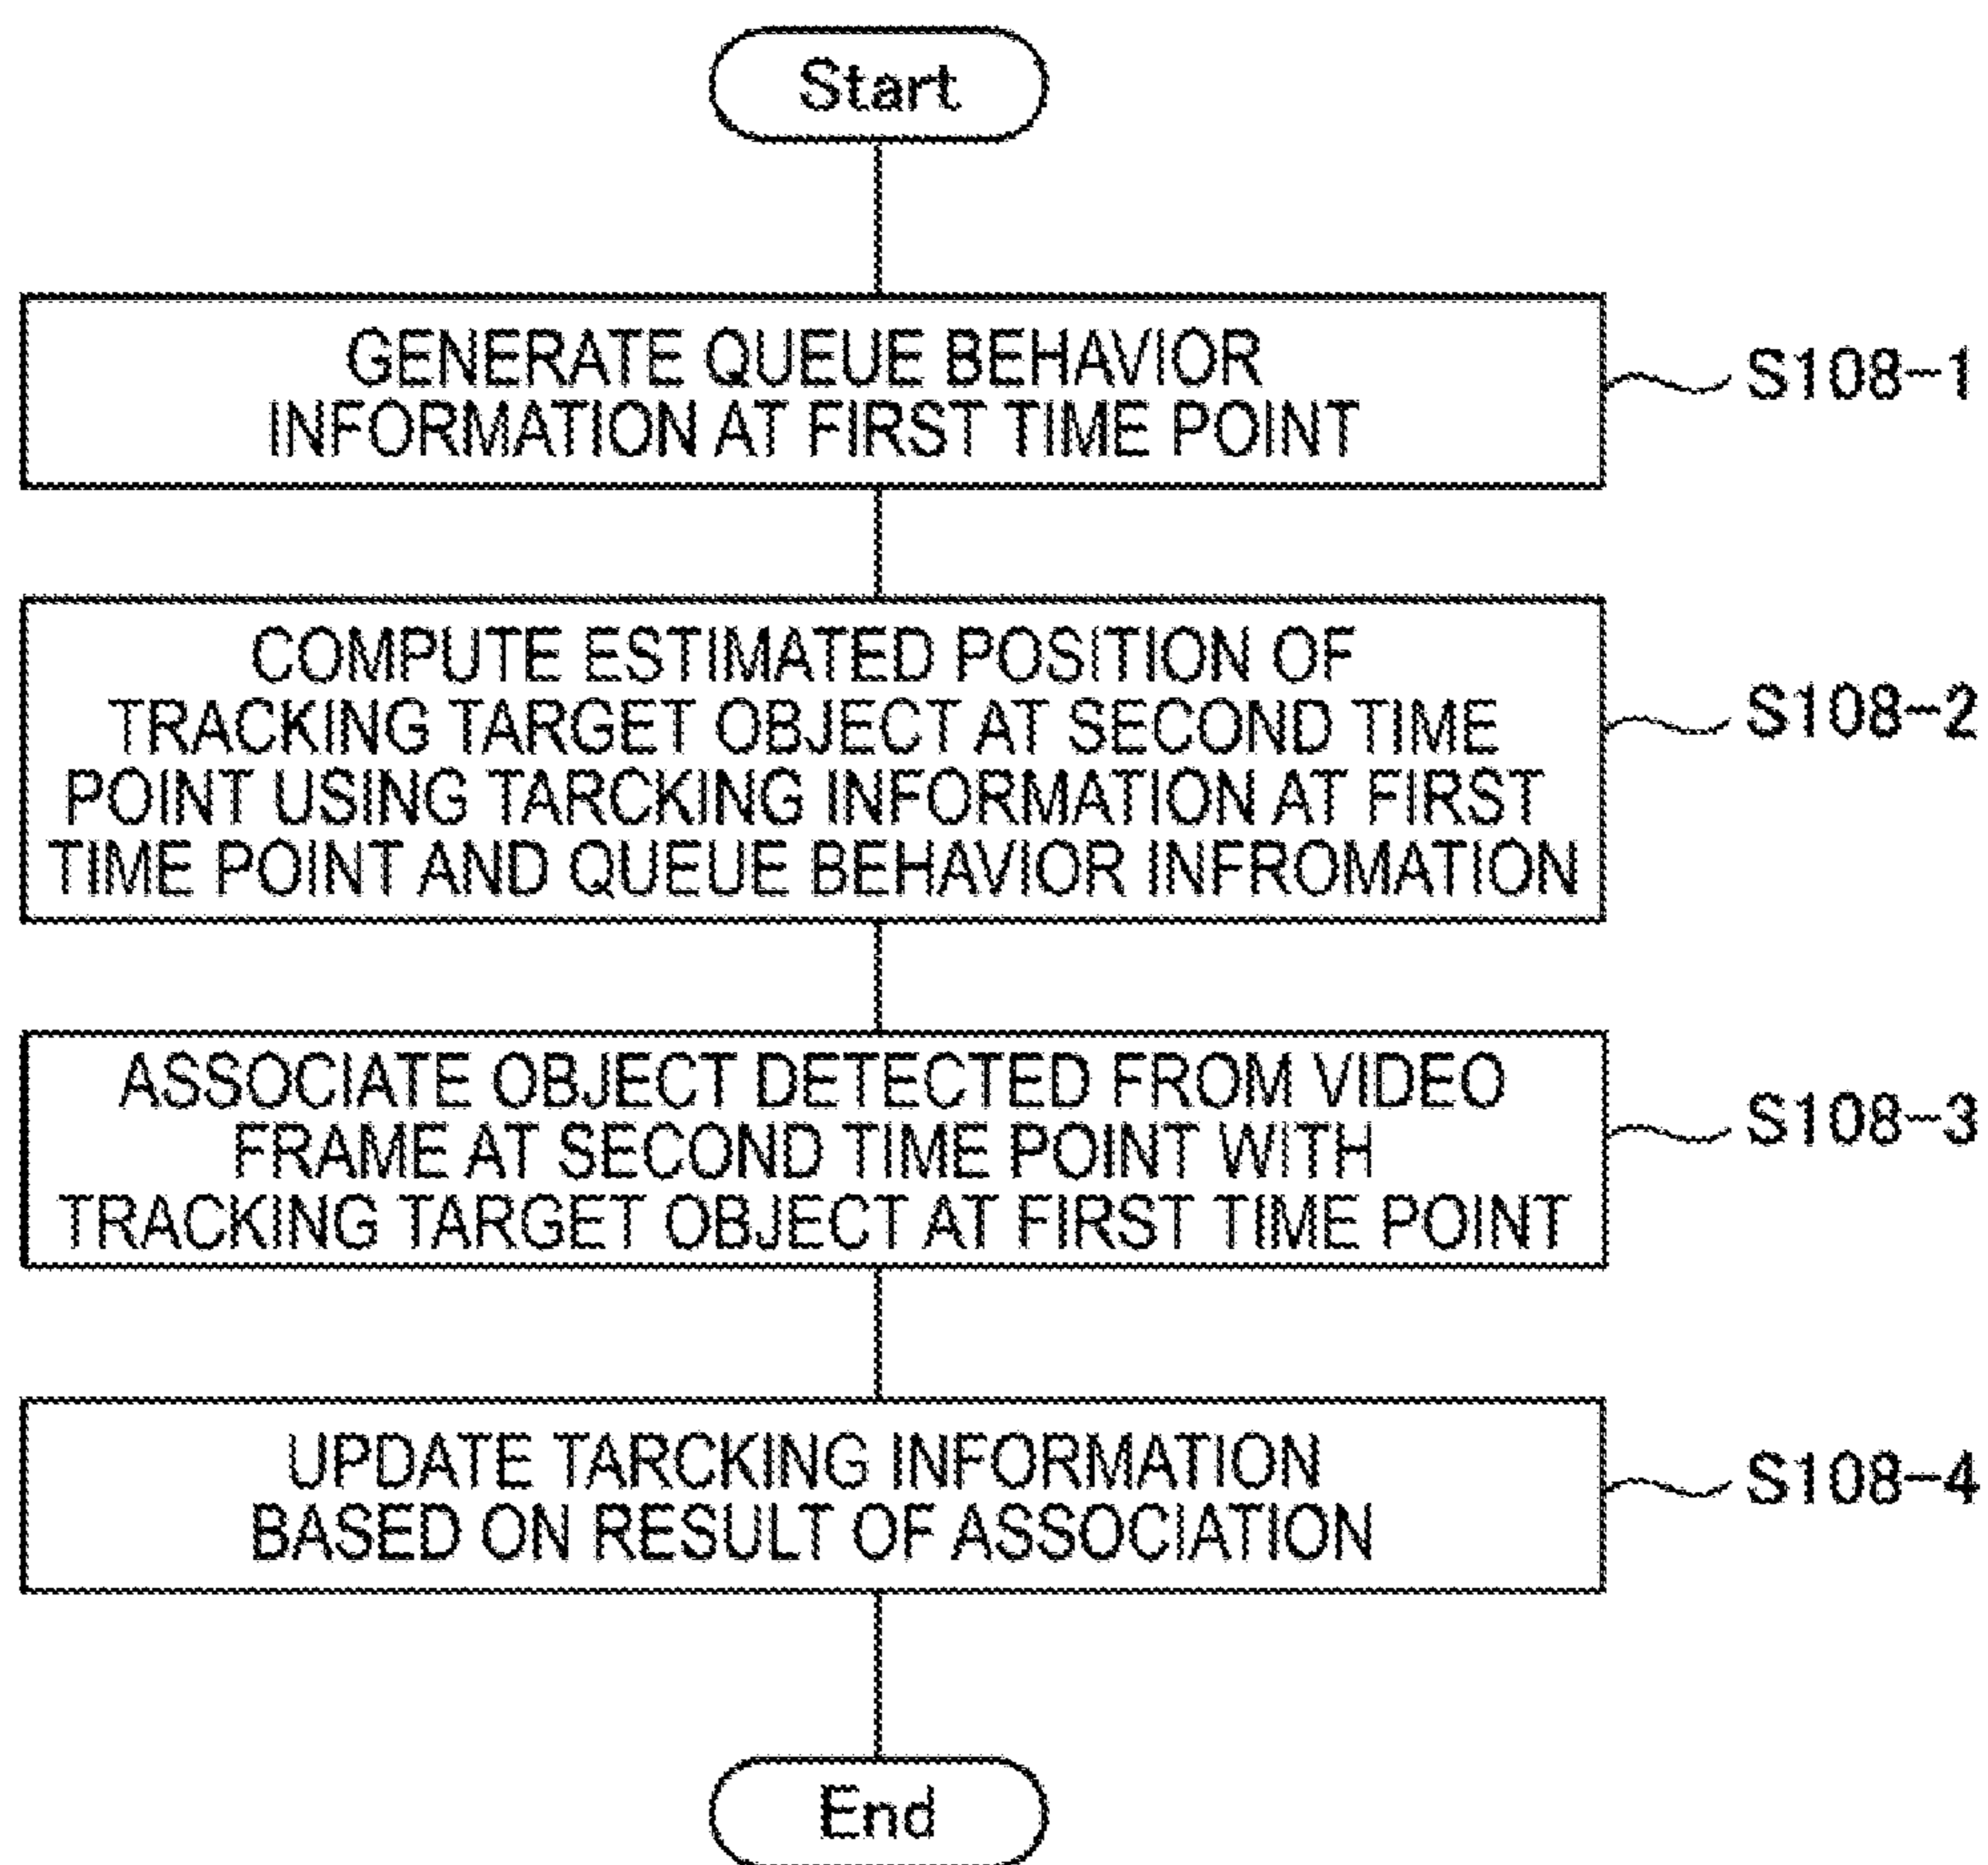 Start
GENERATE QUEUE BEHAVIOR
INFORMATION AT FIRST TIME POINT
S108-1
COMPUTE ESTIMATED POSITION OF
TRACKING TARGET OBJECT AT SECOND TIME
POINT USING TARCKING INFORMATION AT FIRST
TIME POINT AND QUEUE BEHAVIOR INFROMATION
S108-2
ASSOCIATE OBJECT DETECTED FROM VIDEO
FRAME AT SECOND TIME POINT WITH
TRACKING TARGET OBJECT AT FIRST TIME POINT
S108-3
UPDATE TARCKING INFORMATION
BASED ON RESULT OF ASSOCIATION
S108-4
End